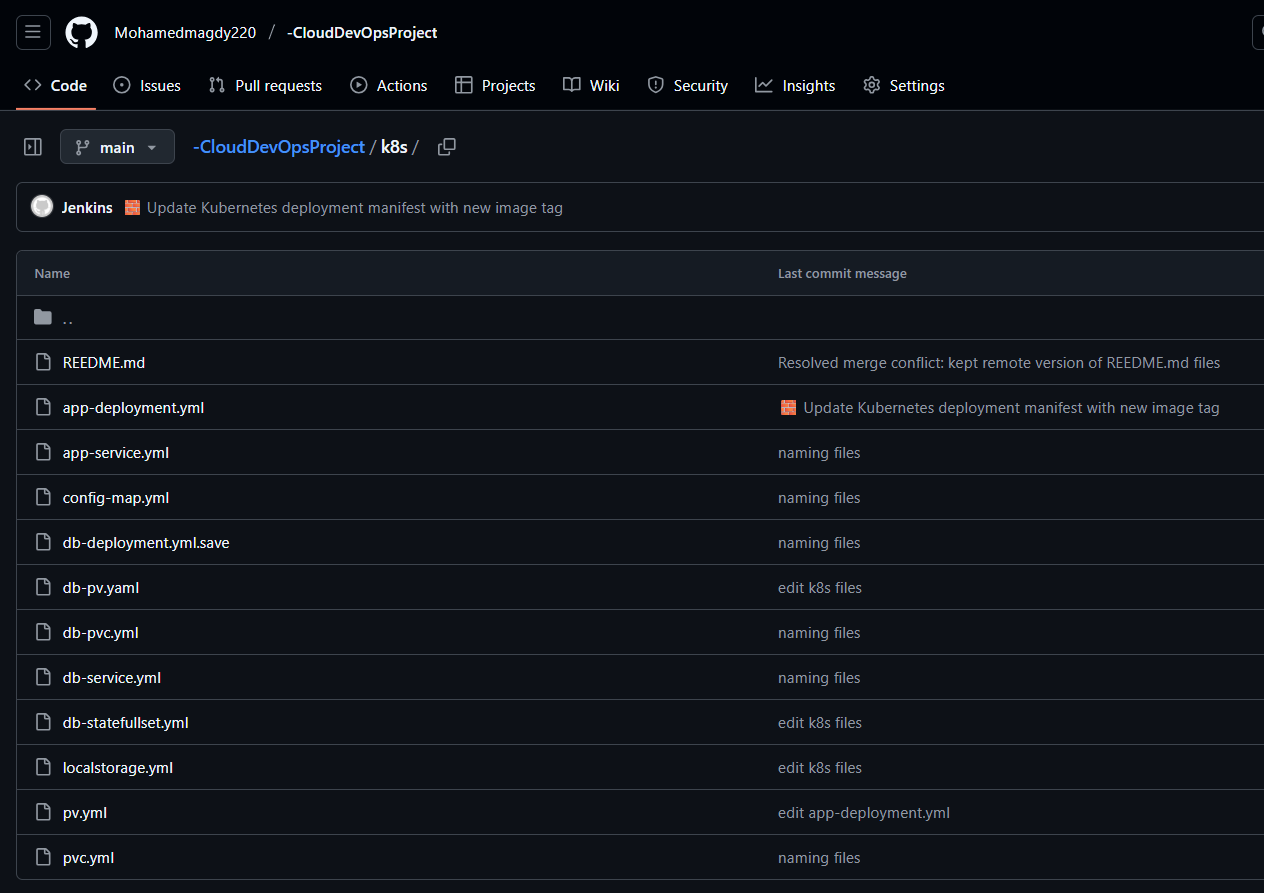 Mohamedmagdy220 / -CloudDevOpsProject
Code Issues Pull requests Actions Projects Wiki Security Insights Settings
main -CloudDevOpsProject / k8s /
Jenkins 🧱 Update Kubernetes deployment manifest with new image tag
Name Last commit message
..
REEDME.md Resolved merge conflict: kept remote version of REEDME.md files
app-deployment.yml 🧱 Update Kubernetes deployment manifest with new image tag
app-service.yml naming files
config-map.yml naming files
db-deployment.yml.save naming files
db-pv.yaml edit k8s files
db-pvc.yml naming files
db-service.yml naming files
db-statefullset.yml edit k8s files
localstorage.yml edit k8s files
pv.yml edit app-deployment.yml
pvc.yml naming files